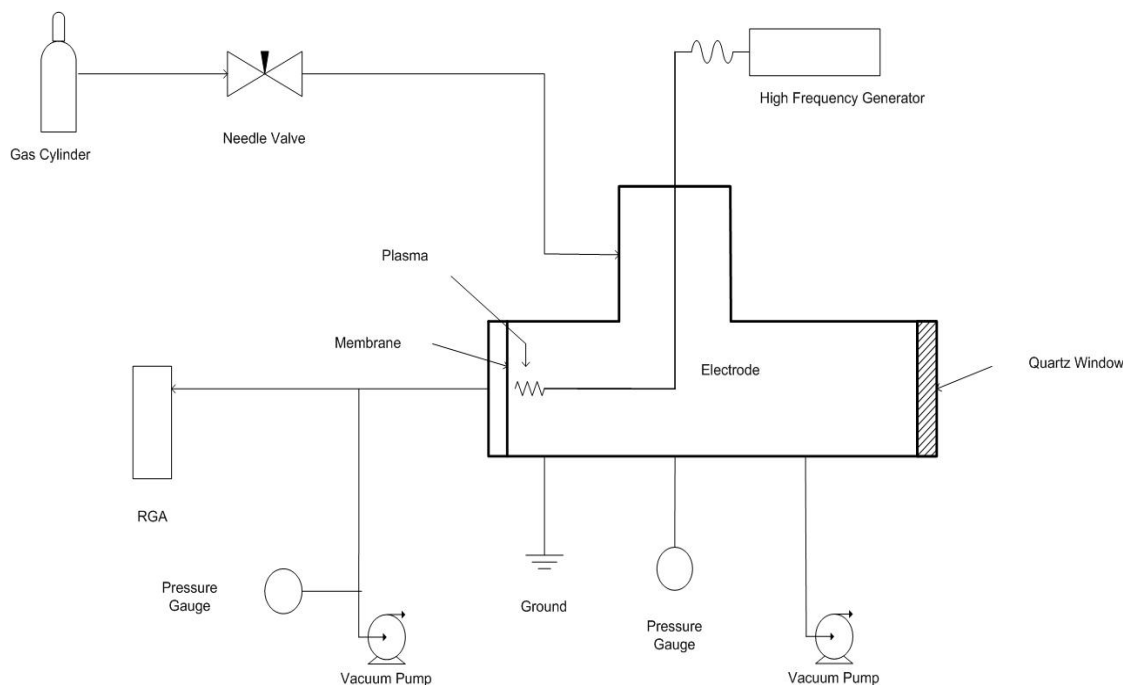 High Frequency Generator
Needle Valve
Gas Cylinder
Plasma
Membrane
Electrode
Quartz Window
RGA
Pressure
Gauge
Ground
Pressure
Gauge
Vacuum Pump
Vacuum Pump